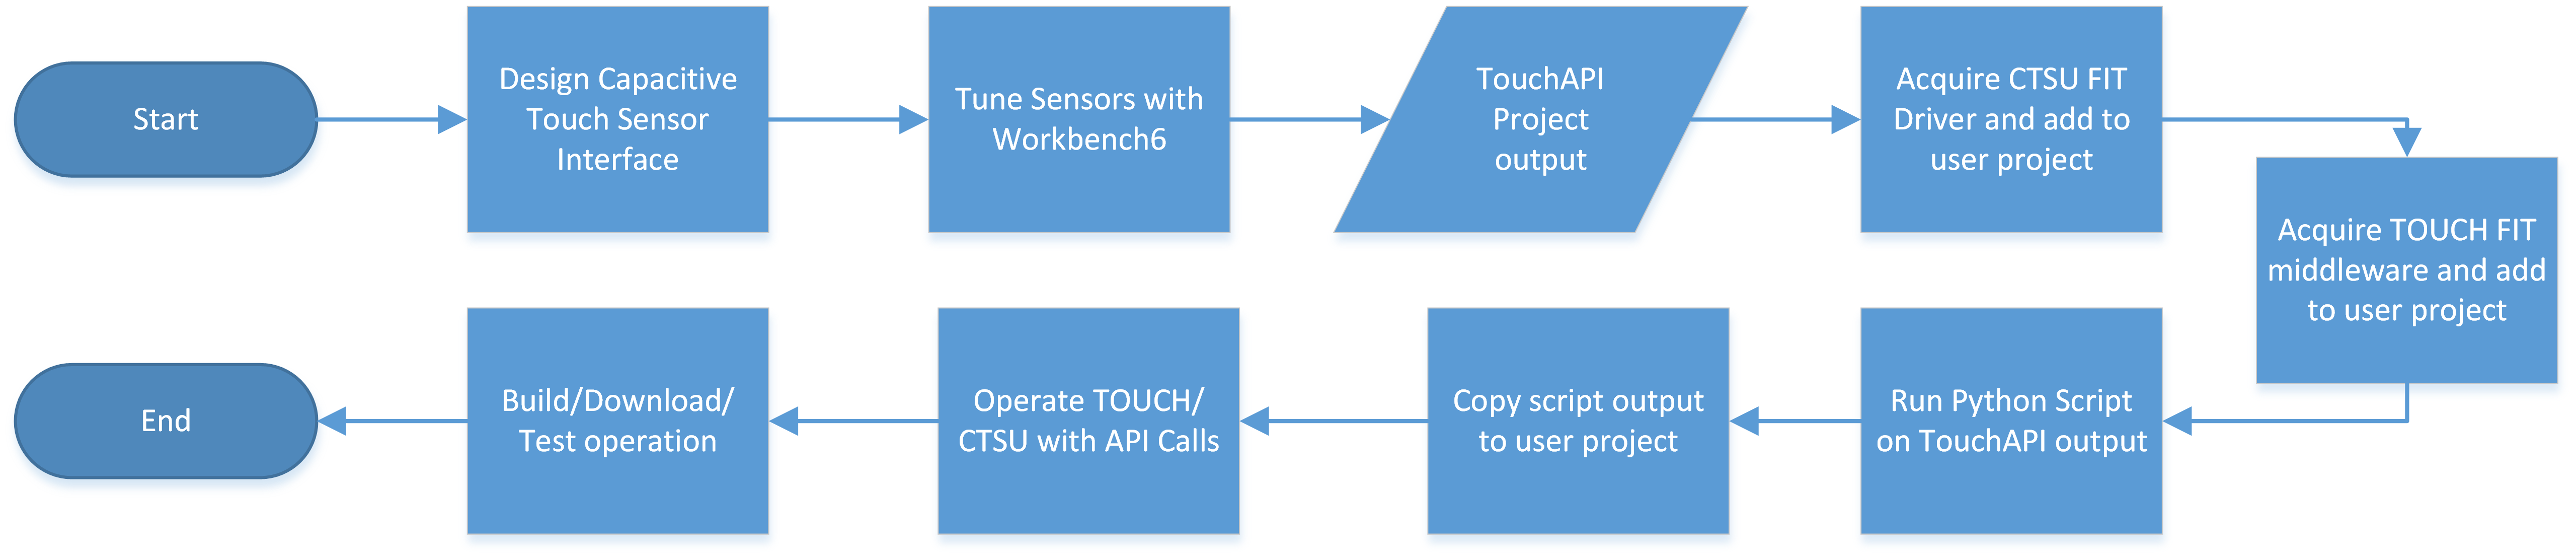 Start
Design Capacitive
Touch Sensor
Interface
Tune Sensors with
Workbench6
TouchAPI
Project
output
Acquire CTSU FIT
Driver and add to
user project
Acquire TOUCH FIT
middleware and add
to user project
Run Python Script
on TouchAPI output
Copy script output
to user project
Operate TOUCH/
CTSU with API Calls
Build/Download/
Test operation
End